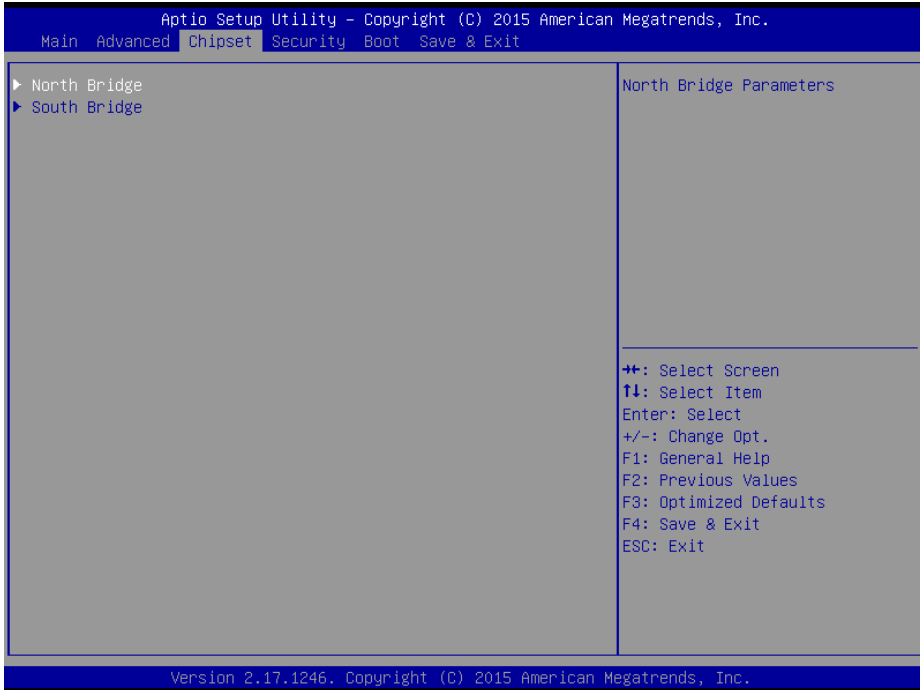 Aptio Setup Utility – Copyright (C) 2015 American Megatrends, Inc.
Main Advanced Chipset Security Boot Save & Exit
▶ North Bridge
▶ South Bridge
North Bridge Parameters
→←: Select Screen
↑↓: Select Item
Enter: Select
+/-: Change Opt.
F1: General Help
F2: Previous Values
F3: Optimized Defaults
F4: Save & Exit
ESC: Exit
Version 2.17.1246. Copyright (C) 2015 American Megatrends, Inc.